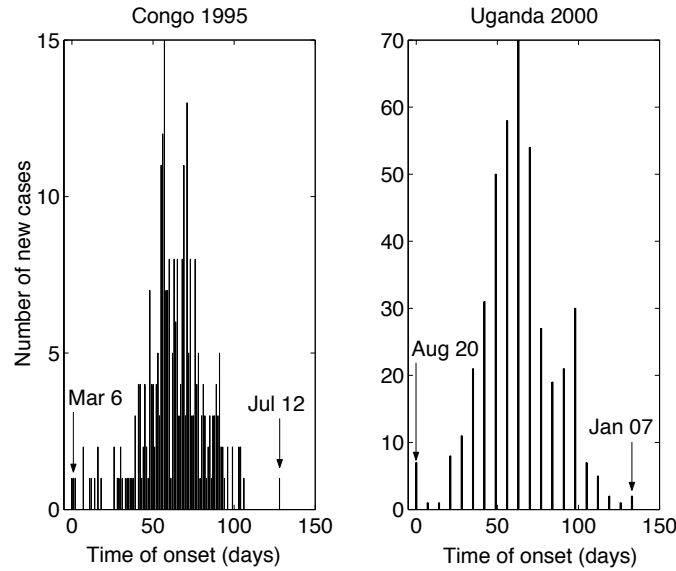 Congo 1995
15
10
5
0
0 50 100 150
Number of new cases
Time of onset (days)
Mar 6
Jul 12
Uganda 2000
70
60
50
40
30
20
10
0
0 50 100 150
Time of onset (days)
Aug 20
Jan 07